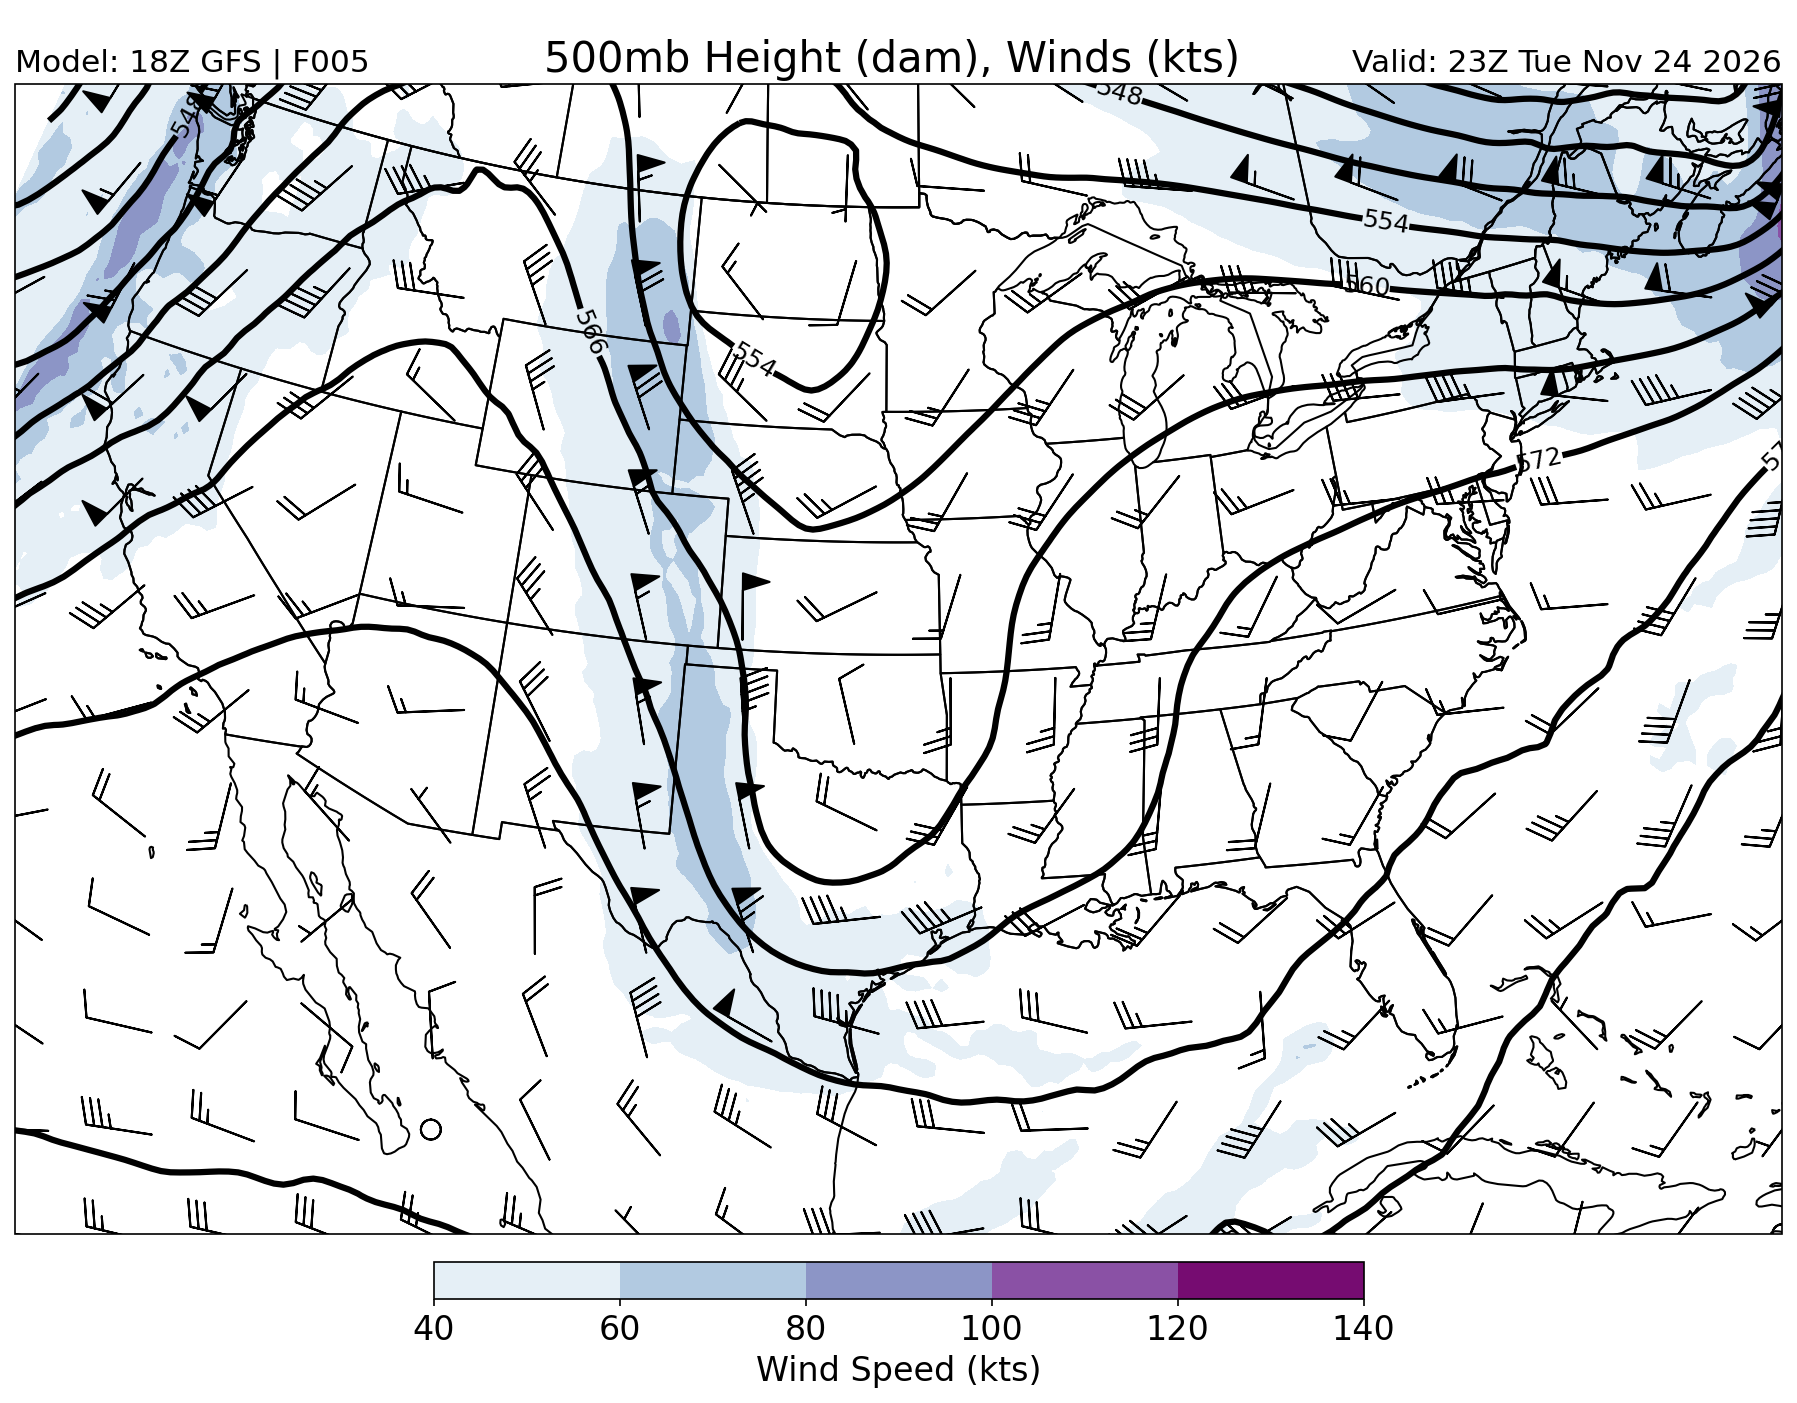 Model: 18Z GFS | F005
500mb Height (dam), Winds (kts)
Valid: 23Z Tue Nov 24 2026
548
548
554
560
566
554
572
40 60 80 100 120 140
Wind Speed (kts)